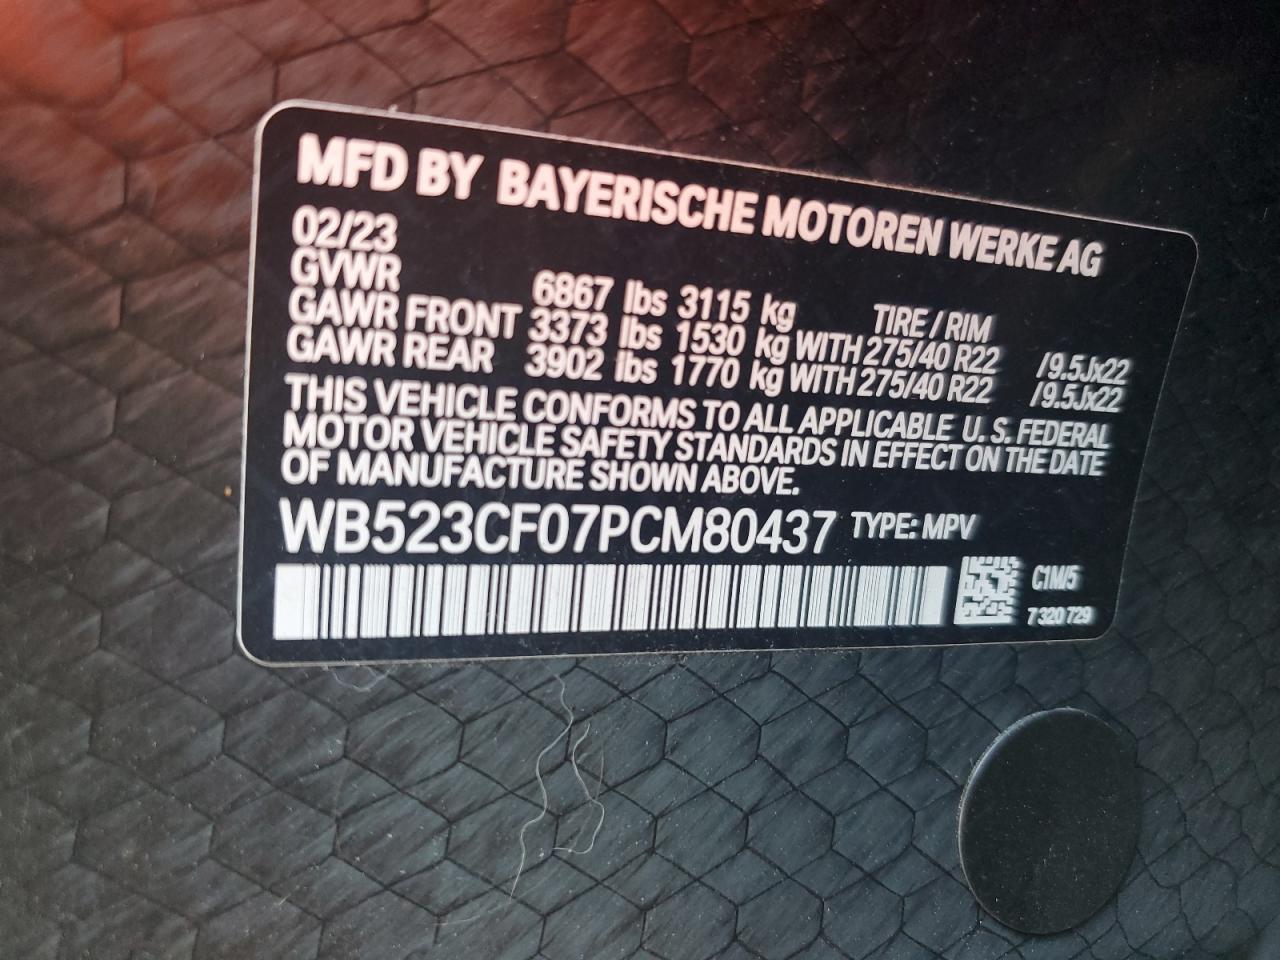 MFD BY BAYERISCHE MOTOREN WERKE AG
02/23
GVWR 6867 lbs 3115 kg TIRE / RIM
GAWR FRONT 3373 lbs 1530 kg WITH 275/40 R22 /9.5Jx22
GAWR REAR 3902 lbs 1770 kg WITH 275/40 R22 /9.5Jx22
THIS VEHICLE CONFORMS TO ALL APPLICABLE U.S. FEDERAL
MOTOR VEHICLE SAFETY STANDARDS IN EFFECT ON THE DATE
OF MANUFACTURE SHOWN ABOVE.
WB523CF07PCM80437 TYPE: MPV
C1M/5
7 320 729